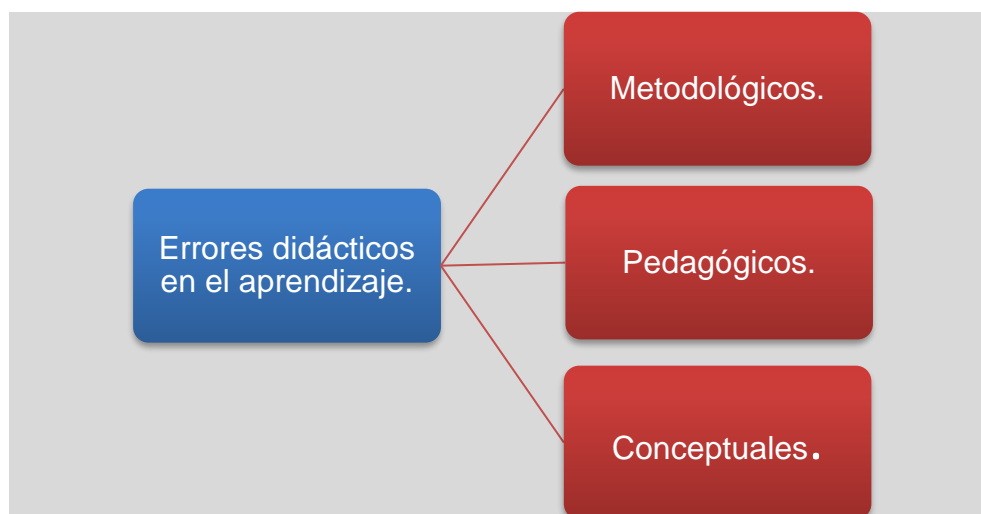 Metodológicos.
Errores didácticos
en el aprendizaje.
Pedagógicos.
Conceptuales.